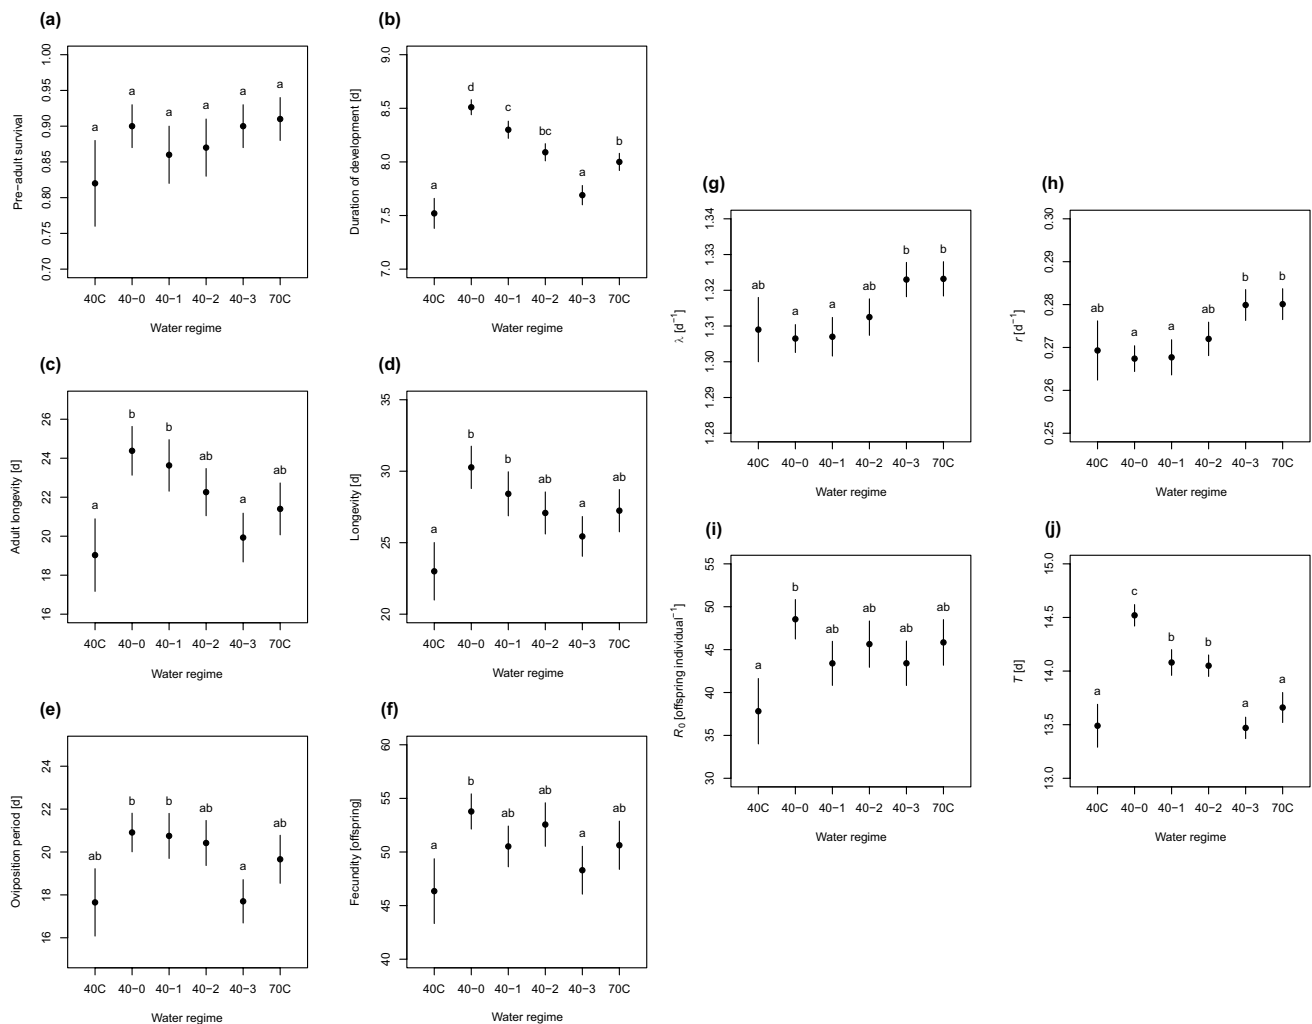 (a)
a
a
a
a
a
a
Pre−adult survival
1.00
0.95
0.90
0.85
0.80
0.75
0.70
40C 40−0 40−1 40−2 40−3 70C
Water regime
(b)
a
d
c
bc
a
b
Duration of development [d]
9.0
8.5
8.0
7.5
7.0
40C 40−0 40−1 40−2 40−3 70C
Water regime
(c)
a
b
b
ab
a
ab
Adult longevity [d]
26
24
22
20
18
16
40C 40−0 40−1 40−2 40−3 70C
Water regime
(d)
a
b
b
ab
a
ab
Longevity [d]
35
30
25
20
40C 40−0 40−1 40−2 40−3 70C
Water regime
(e)
ab
b
b
ab
a
ab
Oviposition period [d]
24
22
20
18
16
40C 40−0 40−1 40−2 40−3 70C
Water regime
(f)
a
b
ab
ab
a
ab
Fecundity [offspring]
60
55
50
45
40
40C 40−0 40−1 40−2 40−3 70C
Water regime
(g)
ab
a
a
ab
b
b
λ [d⁻¹]
1.34
1.33
1.32
1.31
1.30
1.29
1.28
40C 40−0 40−1 40−2 40−3 70C
Water regime
(h)
ab
a
a
ab
b
b
r [d⁻¹]
0.30
0.29
0.28
0.27
0.26
0.25
40C 40−0 40−1 40−2 40−3 70C
Water regime
(i)
a
b
ab
ab
ab
ab
R₀ [offspring individual⁻¹]
55
50
45
40
35
30
40C 40−0 40−1 40−2 40−3 70C
Water regime
(j)
a
c
b
b
a
a
T [d]
15.0
14.5
14.0
13.5
13.0
40C 40−0 40−1 40−2 40−3 70C
Water regime